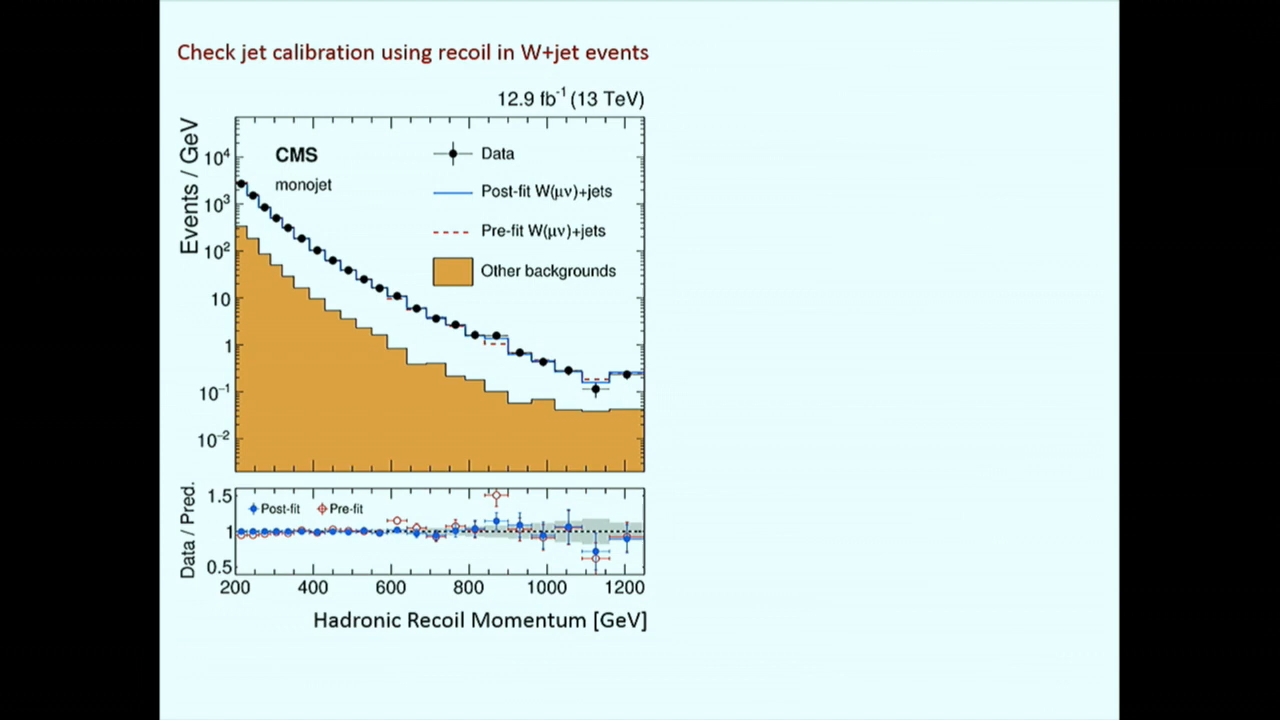 Check jet calibration using recoil in W+jet events
12.9 fb⁻¹ (13 TeV)
Events / GeV
10⁴
10³
10²
10
1
10⁻¹
10⁻²
CMS
monojet
Data
Post-fit W(μν)+jets
Pre-fit W(μν)+jets
Other backgrounds
Data / Pred.
1.5
1
0.5
Post-fit
Pre-fit
200 400 600 800 1000 1200
Hadronic Recoil Momentum [GeV]